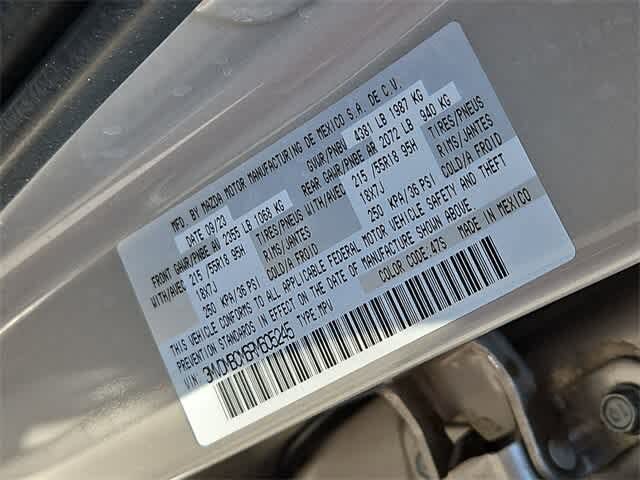 MFD. BY MAZDA MOTOR MANUFACTURING DE MEXICO S.A. DE C.V.
DATE: 09/23 GVWR/PNBV 4381 LB 1987 KG
FRONT GAWR/PNBE AV 2355 LB 1068 KG REAR GAWR/PNBE AR 2072 LB 940 KG
WITH/AVEC 215 /55R18 95H TIRES/PNEUS WITH/AVEC 215 /55R18 95H TIRES/PNEUS
18X7J RIMS/JANTES 18X7J RIMS/JANTES
250 KPA/36 PSI COLD/A FROID 250 KPA/36 PSI COLD/A FROID
THIS VEHICLE CONFORMS TO ALL APPLICABLE FEDERAL MOTOR VEHICLE SAFETY AND THEFT
PREVENTION STANDARDS IN EFFECT ON THE DATE OF MANUFACTURE SHOWN ABOVE.
VIN: TYPE: MPV COLOR CODE: 47S MADE IN MEXICO